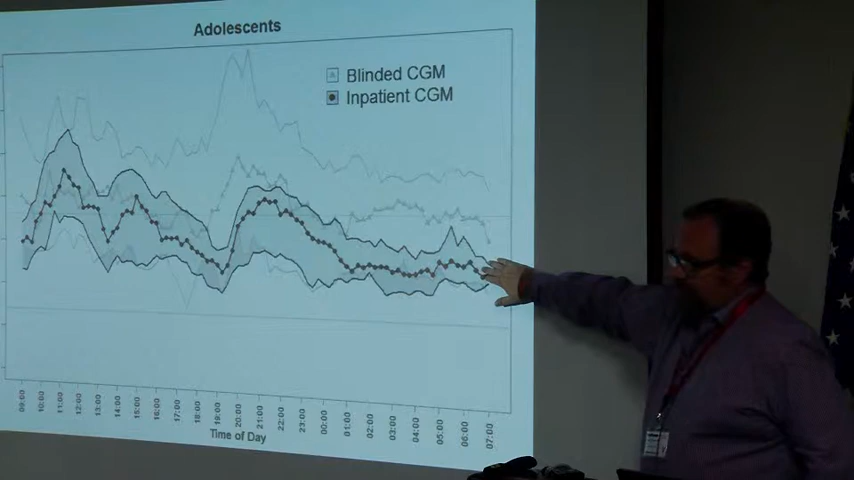 Adolescents
Blinded CGM
Inpatient CGM
09:00 10:00 11:00 12:00 13:00 14:00 15:00 16:00 17:00 18:00 19:00 20:00 21:00 22:00 23:00 00:00 01:00 02:00 03:00 04:00 05:00 06:00 07:00
Time of Day